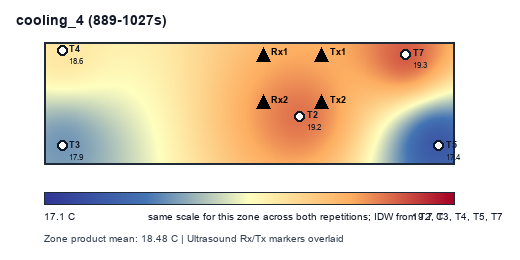 cooling_4 (889-1027s)
T4
18.6
Rx1
Tx1
T7
19.3
Rx2
Tx2
T2
19.2
T3
17.9
T5
17.4
17.1 C
same scale for this zone across both repetitions; IDW from T2, T3, T4, T5, T7
Zone product mean: 18.48 C | Ultrasound Rx/Tx markers overlaid